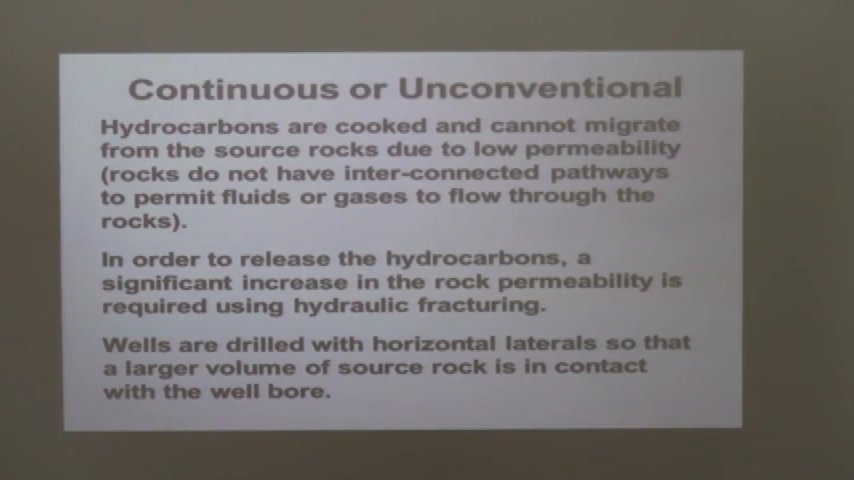 Continuous or Unconventional
Hydrocarbons are cooked and cannot migrate
from the source rocks due to low permeability
(rocks do not have inter-connected pathways
to permit fluids or gases to flow through the
rocks).
In order to release the hydrocarbons, a
significant increase in the rock permeability is
required using hydraulic fracturing.
Wells are drilled with horizontal laterals so that
a larger volume of source rock is in contact
with the well bore.